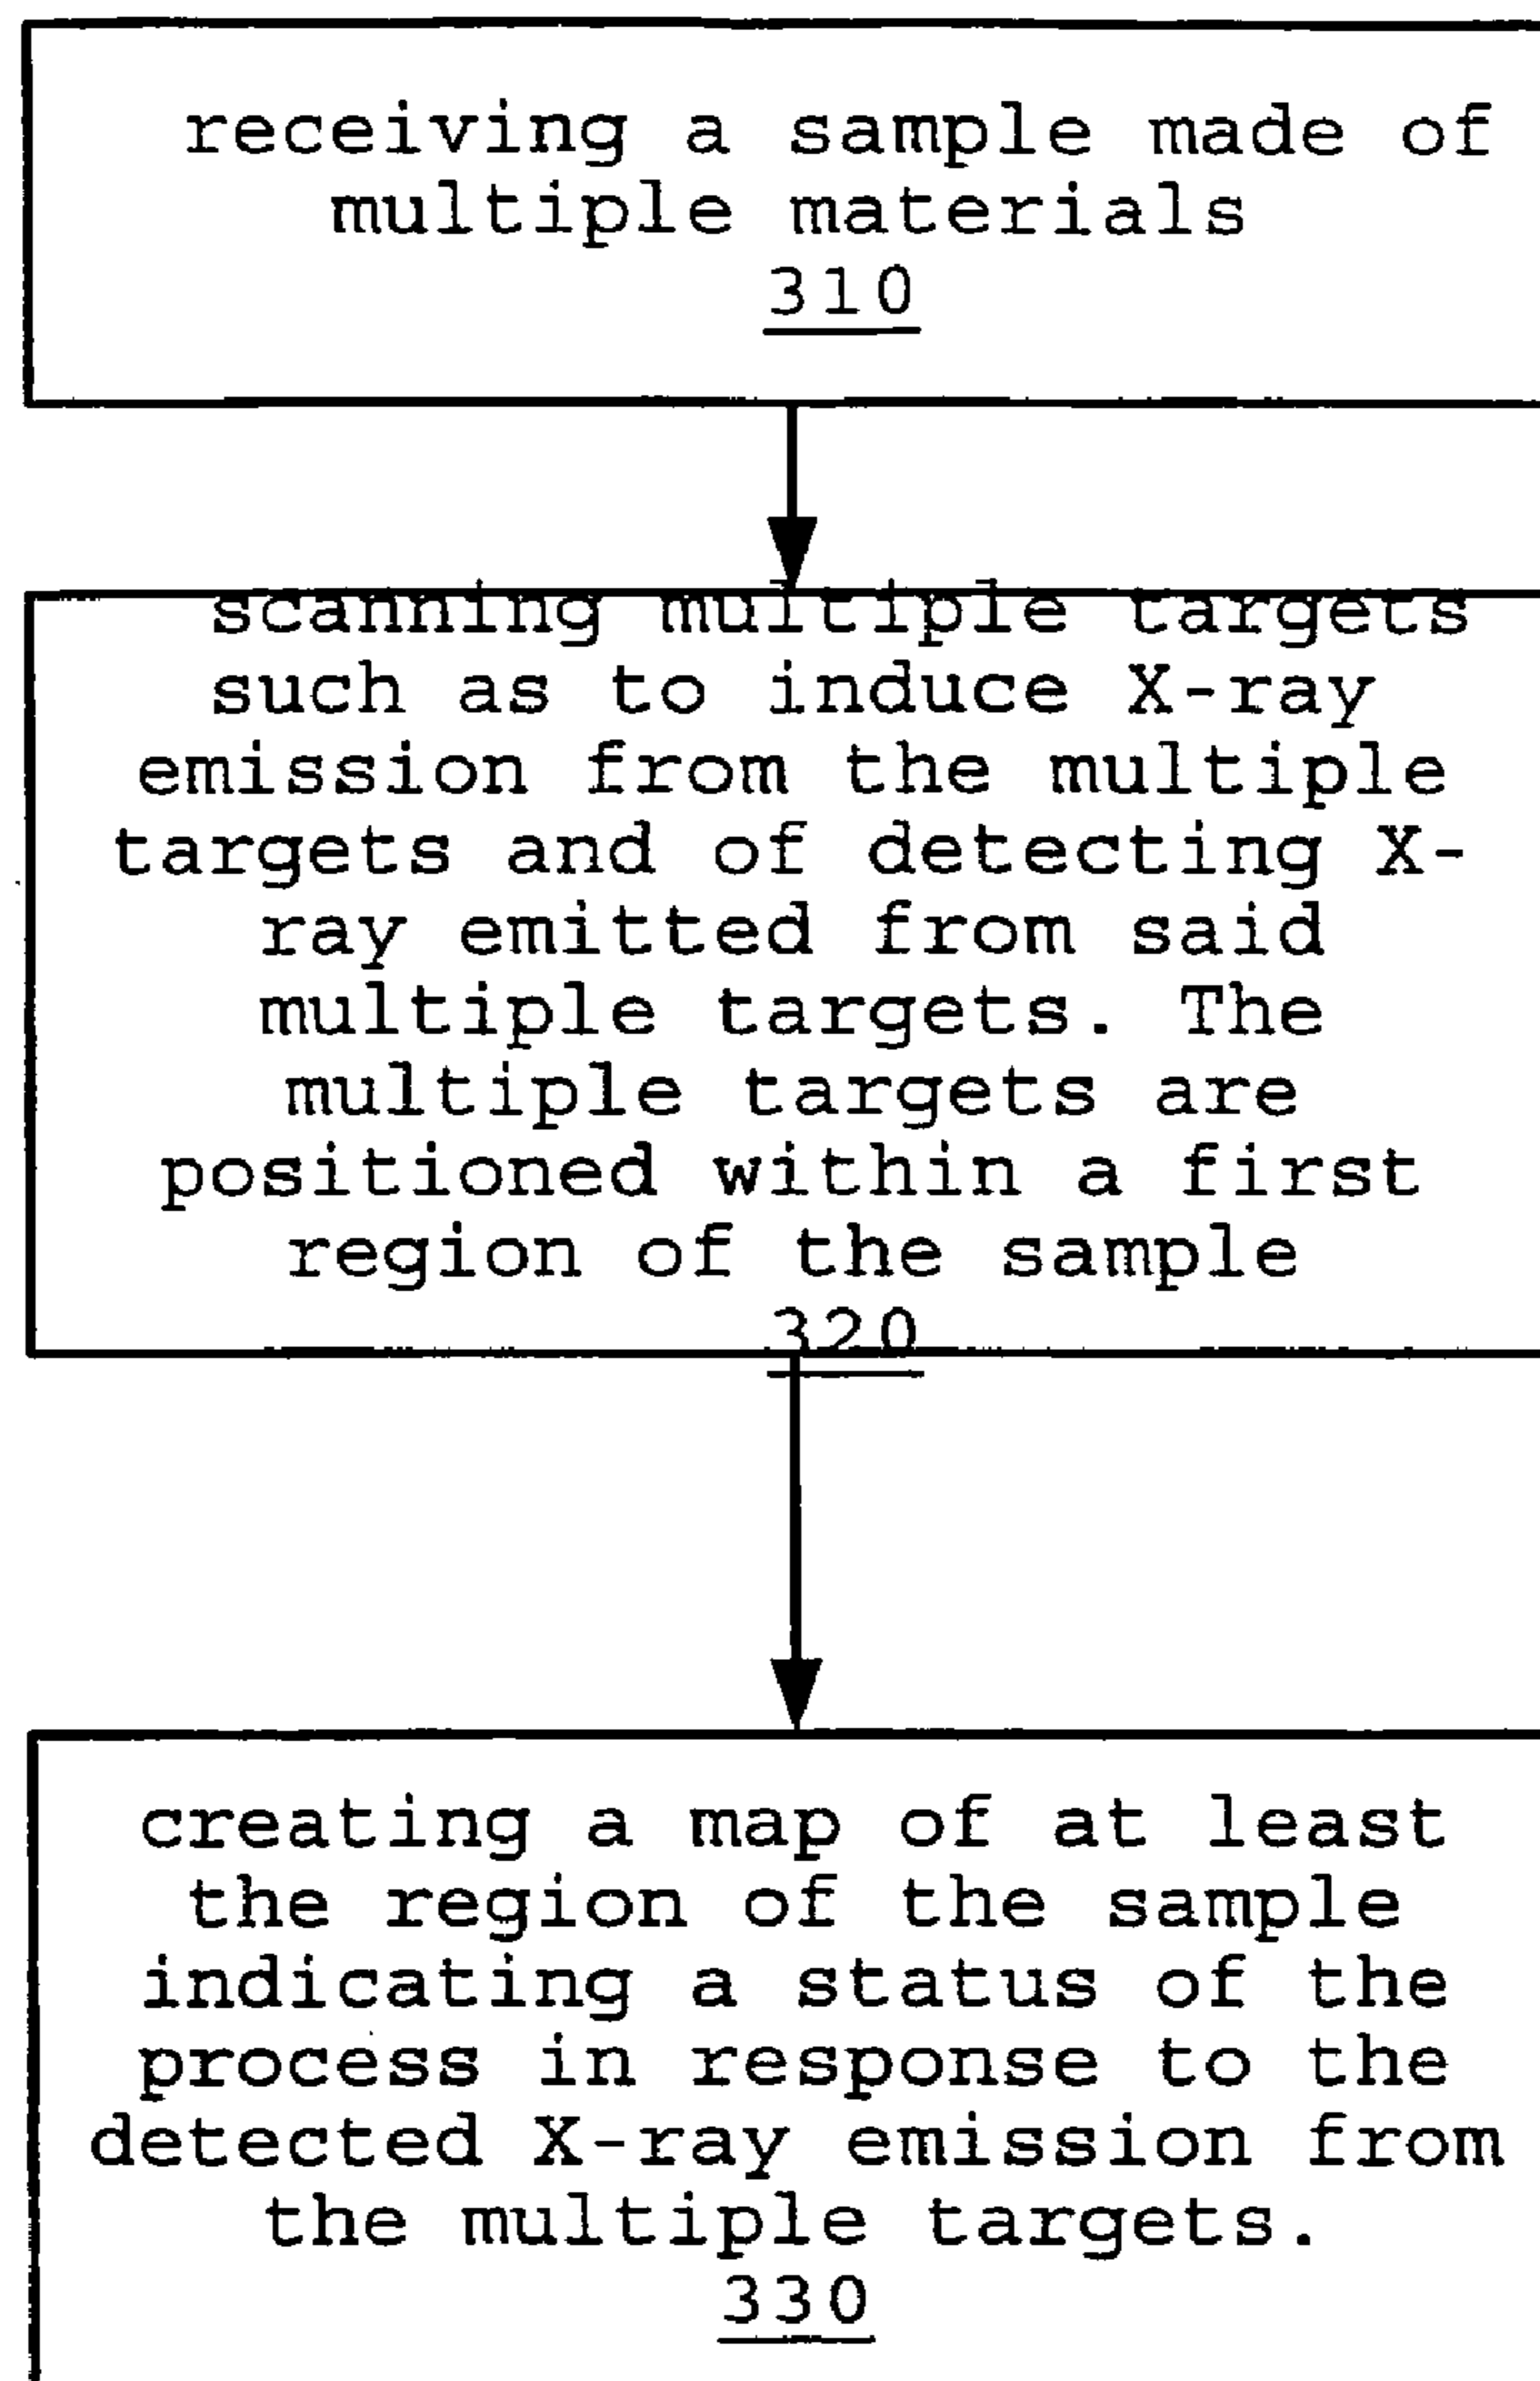 receiving a sample made of
multiple materials
310
scanning multiple targets
such as to induce X-ray
emission from the multiple
targets and of detecting X-
ray emitted from said
multiple targets. The
multiple targets are
positioned within a first
region of the sample
320
creating a map of at least
the region of the sample
indicating a status of the
process in response to the
detected X-ray emission from
the multiple targets.
330